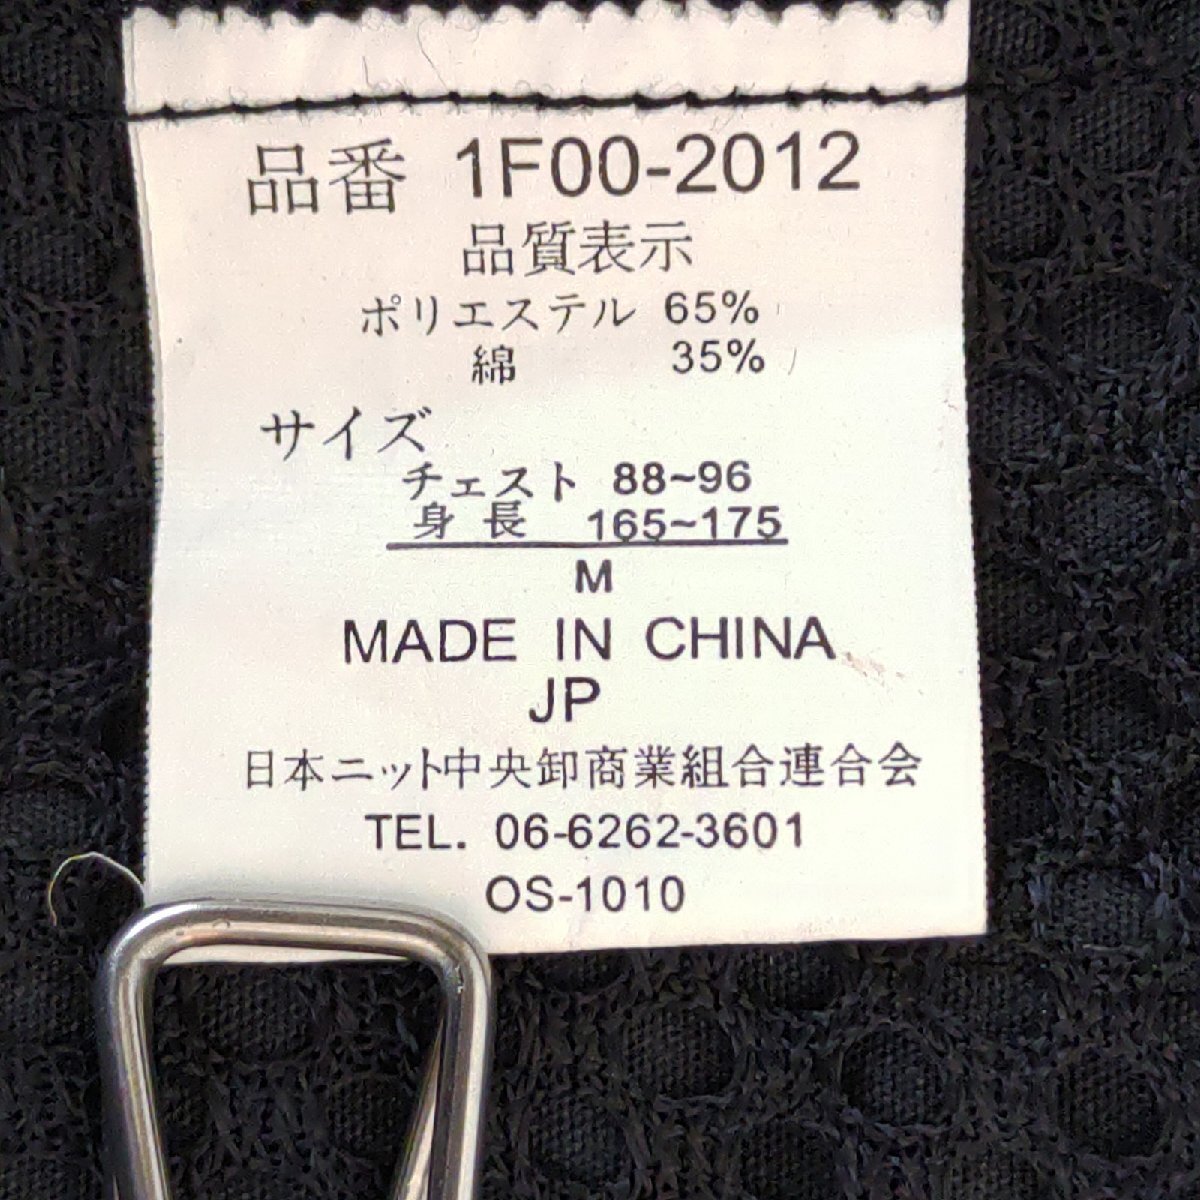 品番 1F00-2012
品質表示
ポリエステル 65%
綿 35%
サイズ
チェスト 88~96
身長 165~175
M
MADE IN CHINA
JP
日本ニット中央卸商業組合連合会
TEL. 06-6262-3601
OS-1010